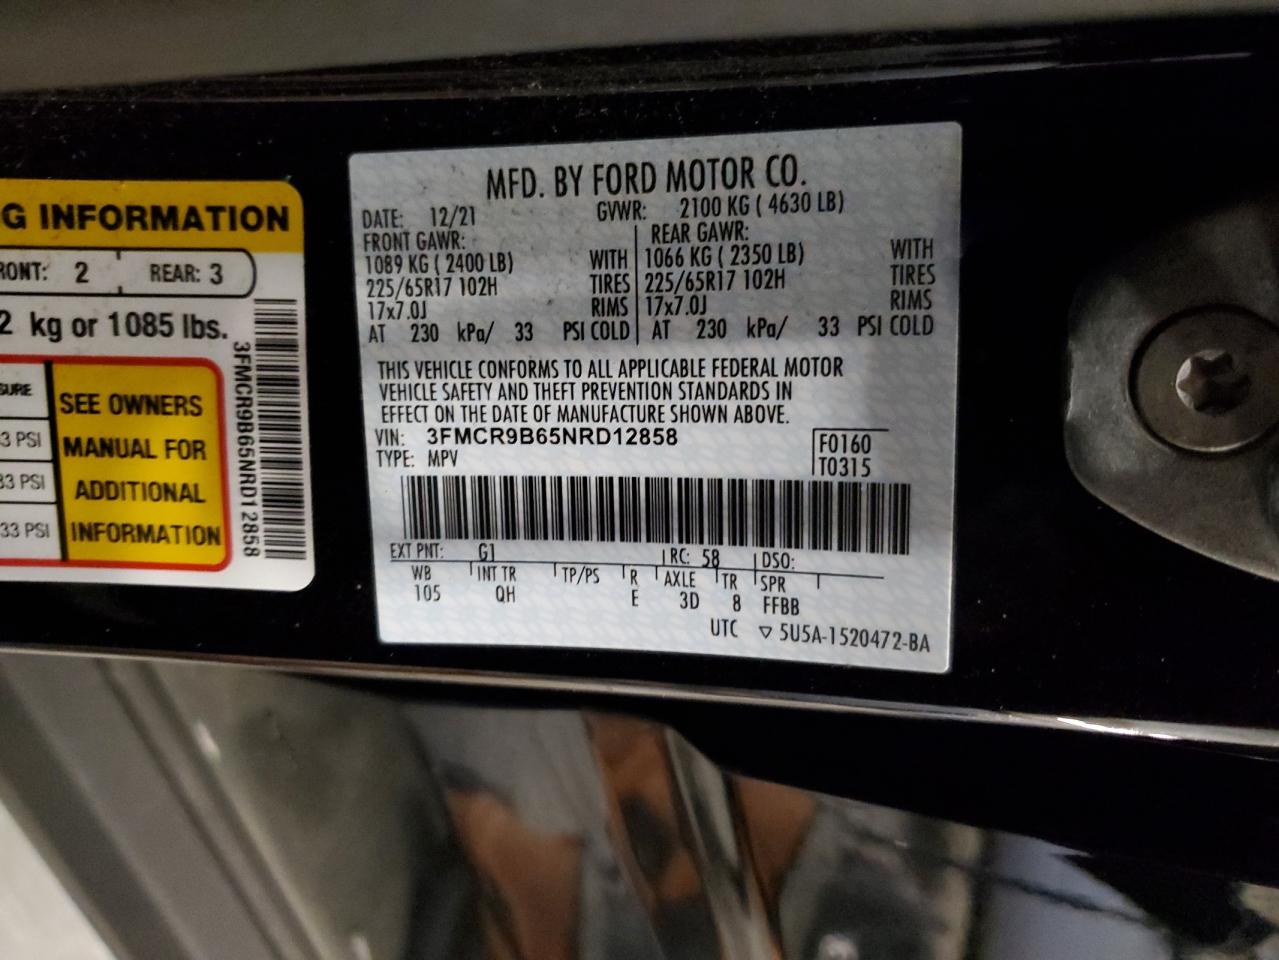 G INFORMATION
RONT: 2 REAR: 3
2 kg or 1085 lbs.
SURE
3 PSI
33 PSI
33 PSI
SEE OWNERS
MANUAL FOR
ADDITIONAL
INFORMATION
3FMCR9B65NRD12858
MFD. BY FORD MOTOR CO.
DATE: 12/21 GVWR: 2100 KG ( 4630 LB)
FRONT GAWR: REAR GAWR:
1089 KG ( 2400 LB) WITH 1066 KG ( 2350 LB) WITH
225/65R17 102H TIRES 225/65R17 102H TIRES
17x7.0J RIMS 17x7.0J RIMS
AT 230 kPa/ 33 PSI COLD AT 230 kPa/ 33 PSI COLD
THIS VEHICLE CONFORMS TO ALL APPLICABLE FEDERAL MOTOR
VEHICLE SAFETY AND THEFT PREVENTION STANDARDS IN
EFFECT ON THE DATE OF MANUFACTURE SHOWN ABOVE.
VIN: 3FMCR9B65NRD12858 F0160
TYPE: MPV T0315
EXT PNT: G1 RC: 58 DSO:
WB INT TR TP/PS R AXLE TR SPR
105 QH E 3D 8 FFBB
UTC ▽ 5U5A-1520472-BA